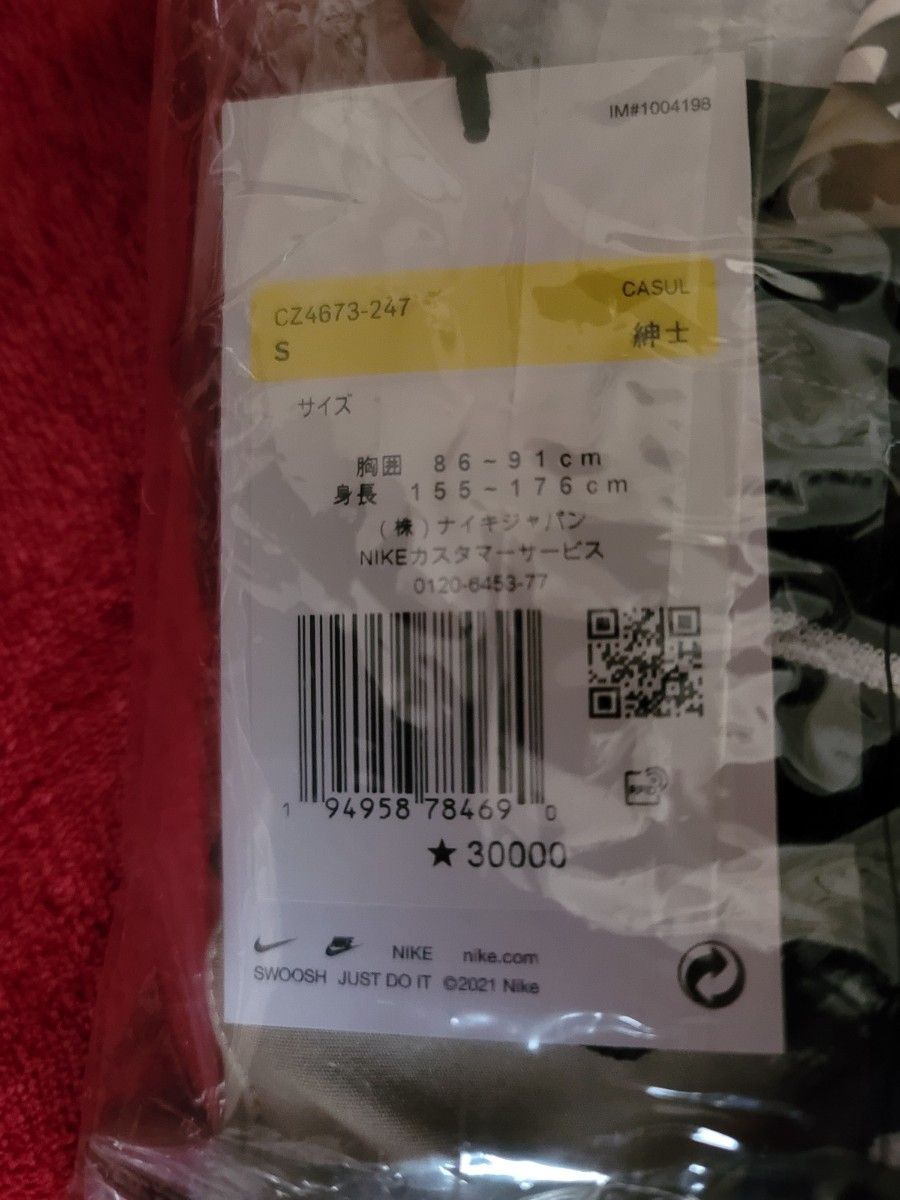 IM#1004198
CZ4673-247
CASUL
S
紳士
サイズ
胸囲 86~91cm
身長 155~176cm
(株)ナイキジャパン
NIKEカスタマーサービス
0120-6453-77
RFID
1 94958 78469 0
★30000
NIKE nike.com
SWOOSH JUST DO IT ©2021 Nike